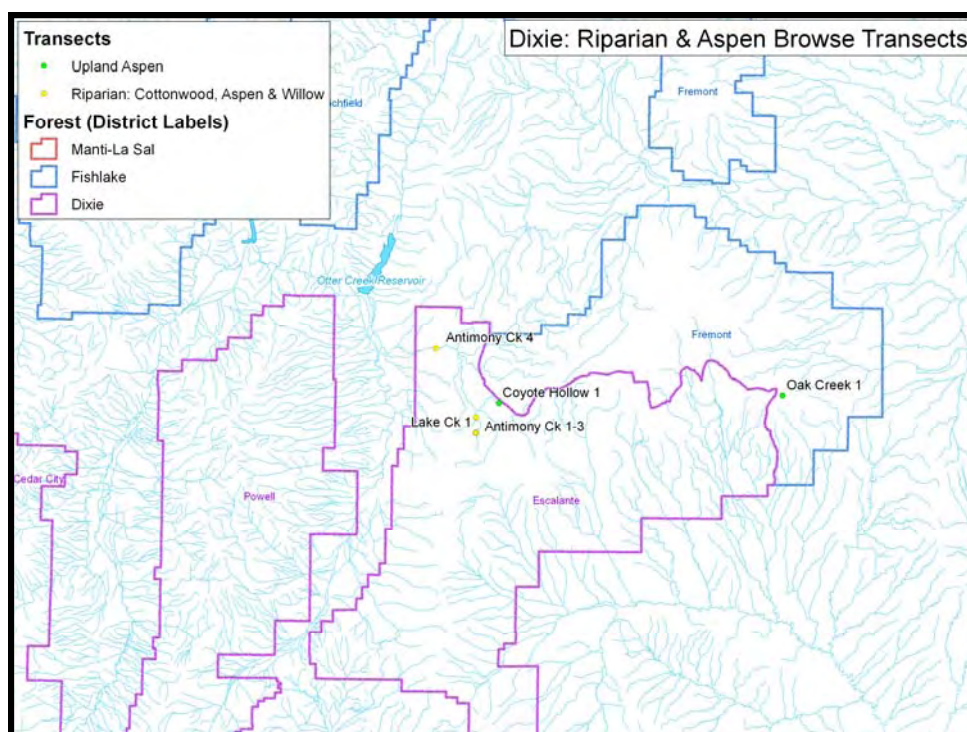 Dixie: Riparian & Aspen Browse Transects
Transects
Upland Aspen
Riparian: Cottonwood, Aspen & Willow
Forest (District Labels)
Manti-La Sal
Fishlake
Dixie
Fremont
Otter Creek Reservoir
Antimony Ck 4
Fremont
Coyote Hollow 1
Oak Creek 1
Lake Ck 1
Antimony Ck 1-3
Cedar City
Powell
Escalante